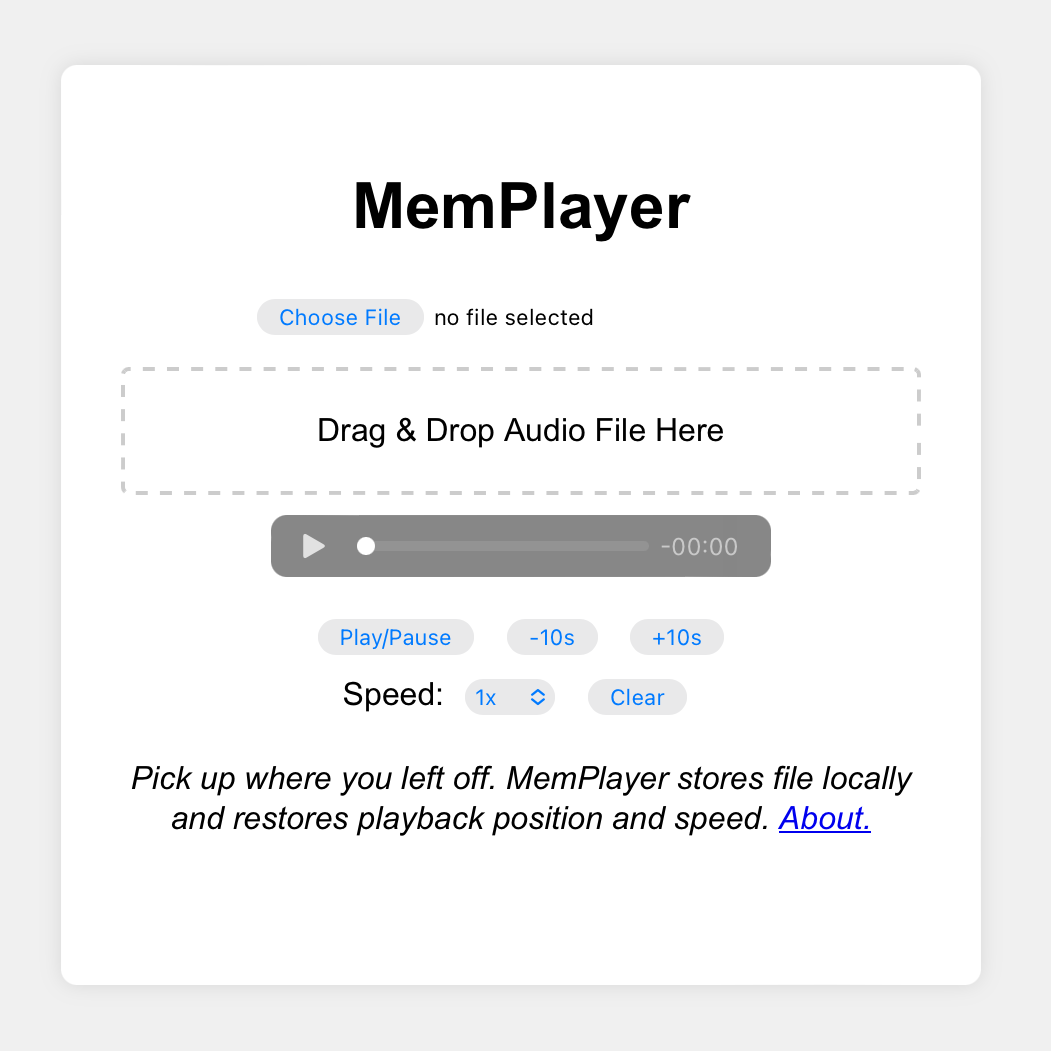 MemPlayer
Choose File no file selected
Drag & Drop Audio File Here
-00:00
Play/Pause -10s +10s
Speed: 1x Clear
Pick up where you left off. MemPlayer stores file locally
and restores playback position and speed. About.